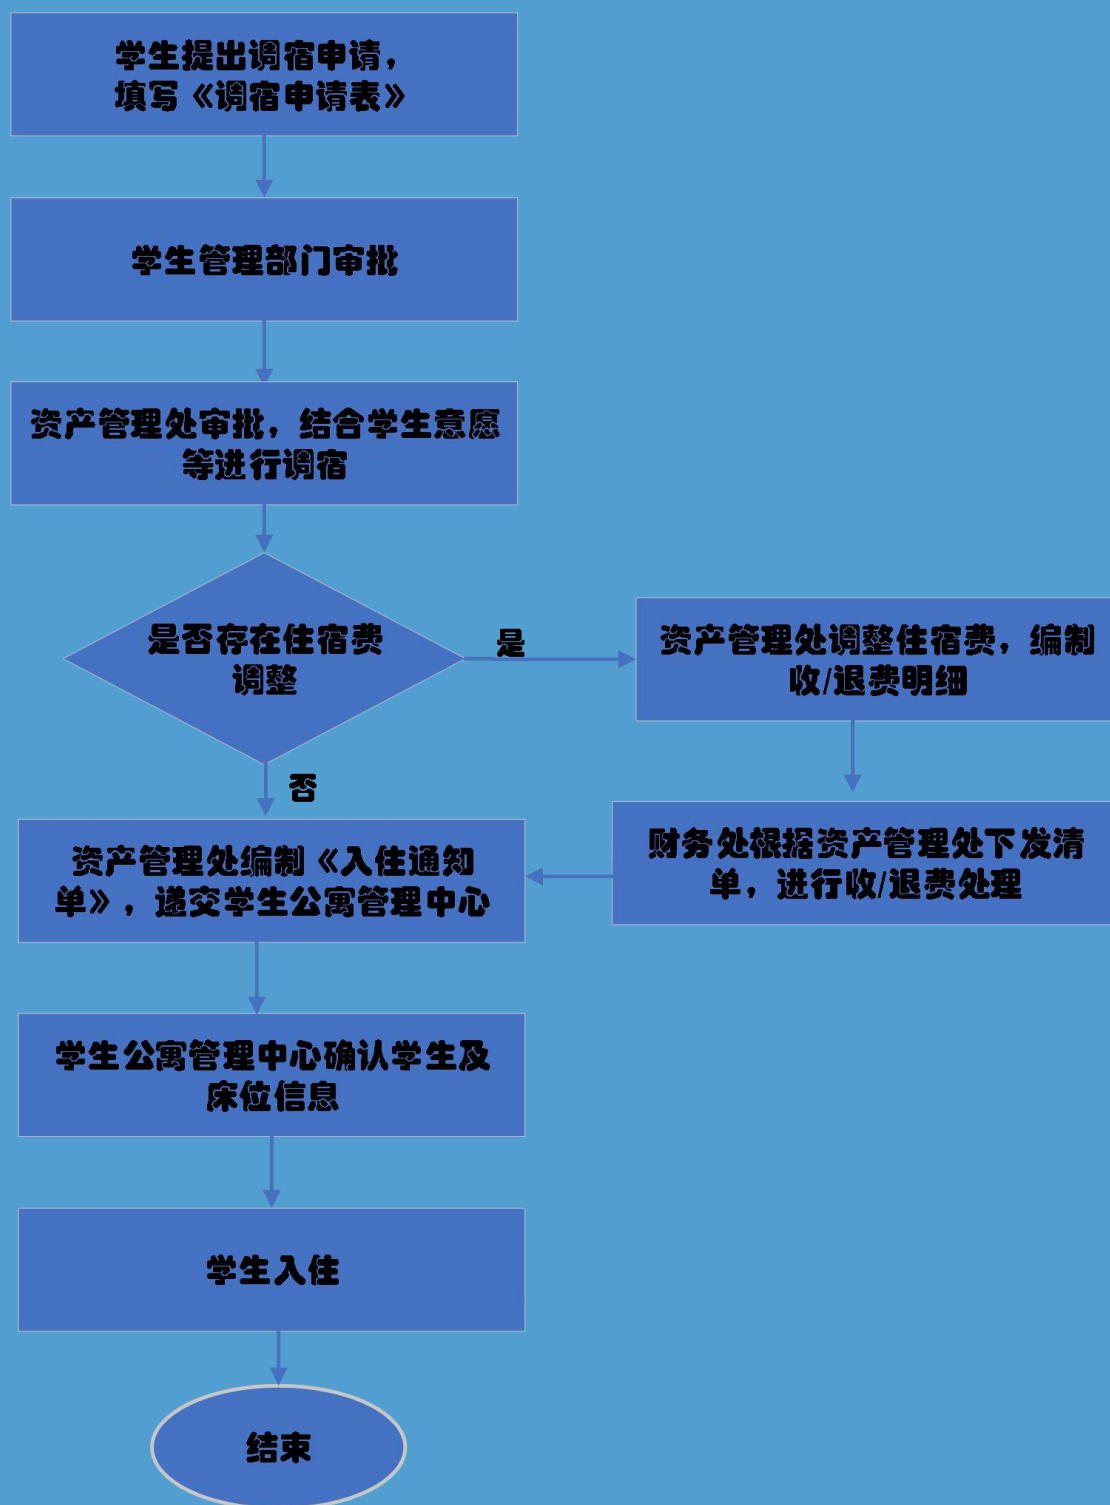 学生提出调宿申请，
填写《调宿申请表》
学生管理部门审批
资产管理处审批，结合学生意愿
等进行调宿
是否存在住宿费
调整
是
资产管理处调整住宿费，编制
收/退费明细
否
财务处根据资产管理处下发清
单，进行收/退费处理
资产管理处编制《入住通知
单》，递交学生公寓管理中心
学生公寓管理中心确认学生及
床位信息
学生入住
结束